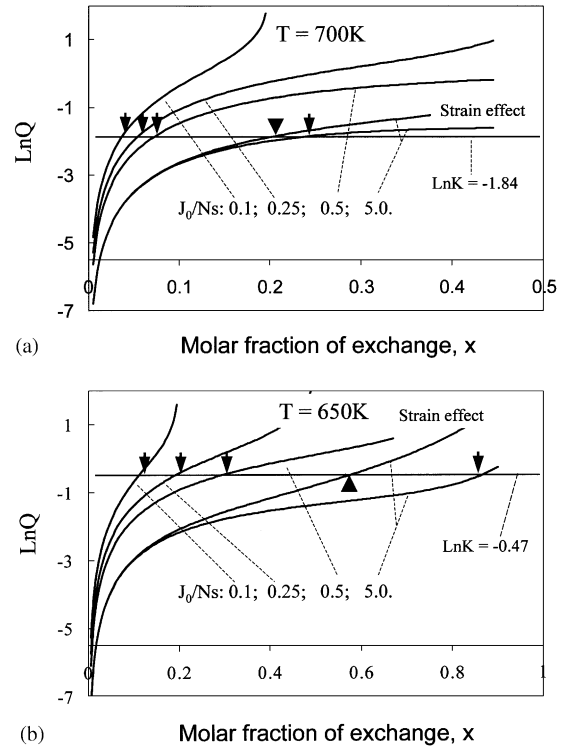 1
-1
-3
-5
-7
LnQ
T = 700K
Strain effect
LnK = -1.84
J0/Ns: 0.1; 0.25; 0.5; 5.0.
0 0.1 0.2 0.3 0.4 0.5
(a) Molar fraction of exchange, x
1
-1
-3
-5
-7
LnQ
T = 650K
Strain effect
LnK = -0.47
J0/Ns: 0.1; 0.25; 0.5; 5.0.
0 0.2 0.4 0.6 0.8 1
(b) Molar fraction of exchange, x